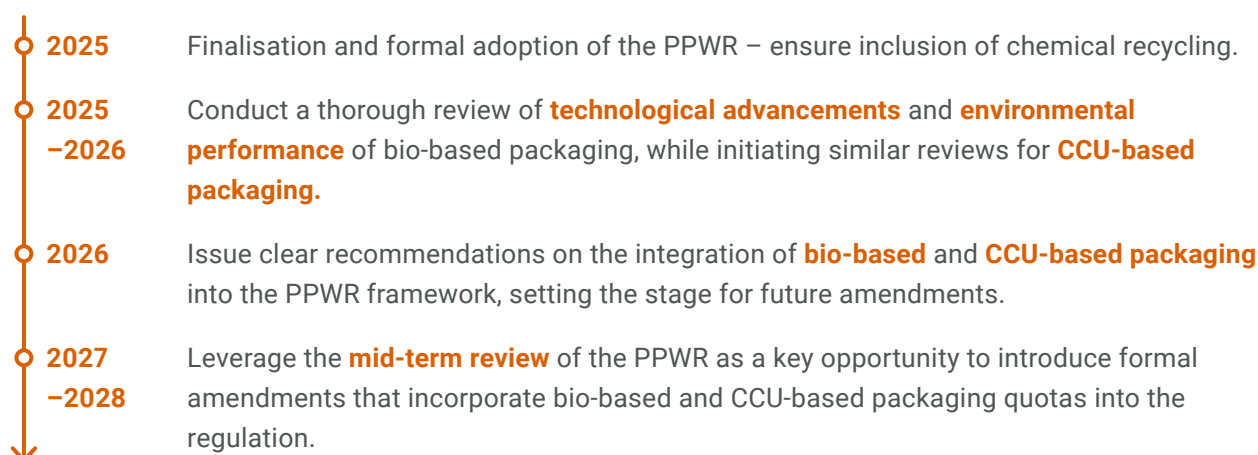 2025 Finalisation and formal adoption of the PPWR – ensure inclusion of chemical recycling.
2025 Conduct a thorough review of technological advancements and environmental
–2026 performance of bio-based packaging, while initiating similar reviews for CCU-based
packaging.
2026 Issue clear recommendations on the integration of bio-based and CCU-based packaging
into the PPWR framework, setting the stage for future amendments.
2027 Leverage the mid-term review of the PPWR as a key opportunity to introduce formal
–2028 amendments that incorporate bio-based and CCU-based packaging quotas into the
regulation.